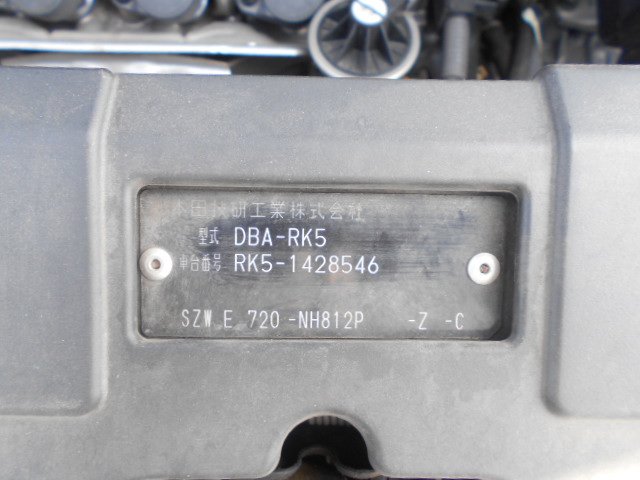 本田技研工業株式会社
型式 DBA-RK5
車台番号 RK5-1428546
SZW E 720 -NH812P -Z -C